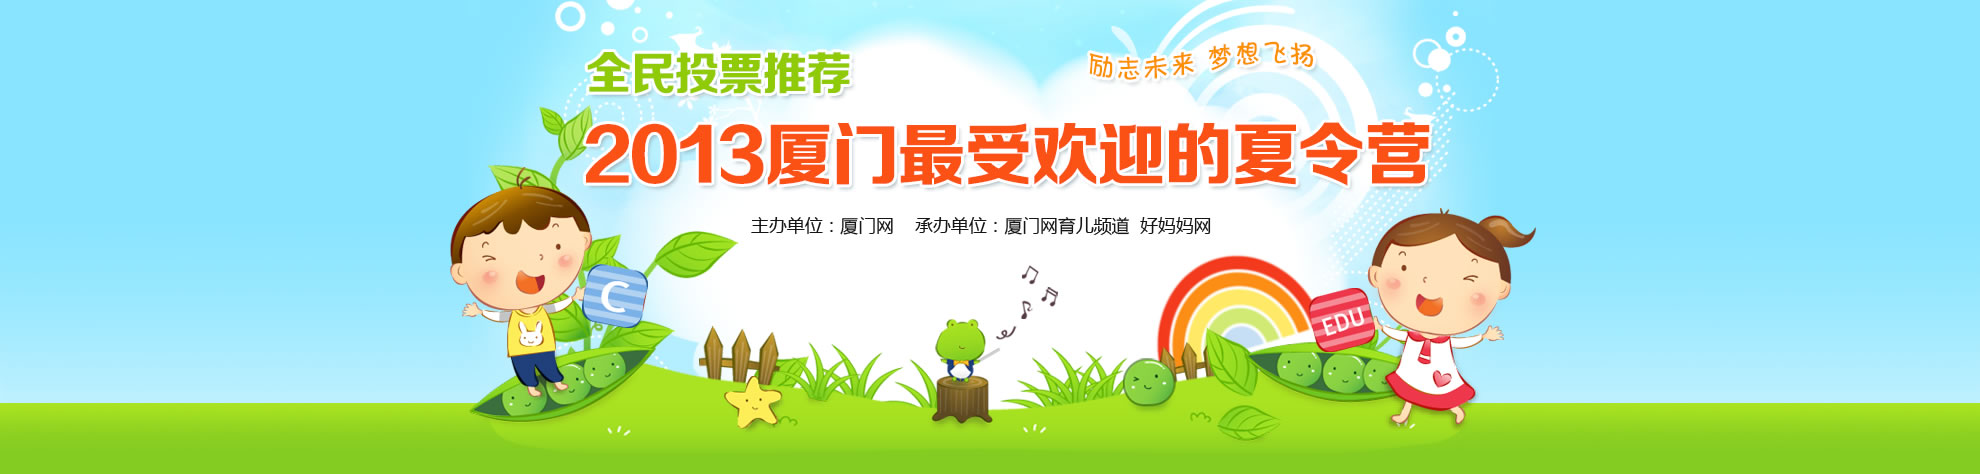 全民投票推荐
励志未来 梦想飞扬
2013厦门最受欢迎的夏令营
主办单位：厦门网 承办单位：厦门网育儿频道 好妈妈网
C
EDU